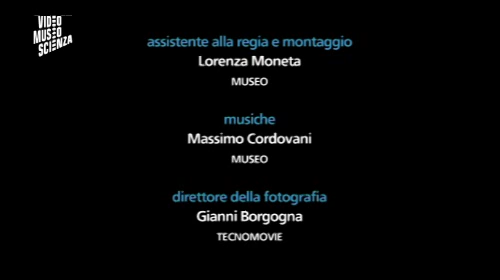 VIDEO
MUSEO
SCIENZA
assistente alla regia e montaggio
Lorenza Moneta
MUSEO
musiche
Massimo Cordovani
MUSEO
direttore della fotografia
Gianni Borgogna
TECNOMOVIE